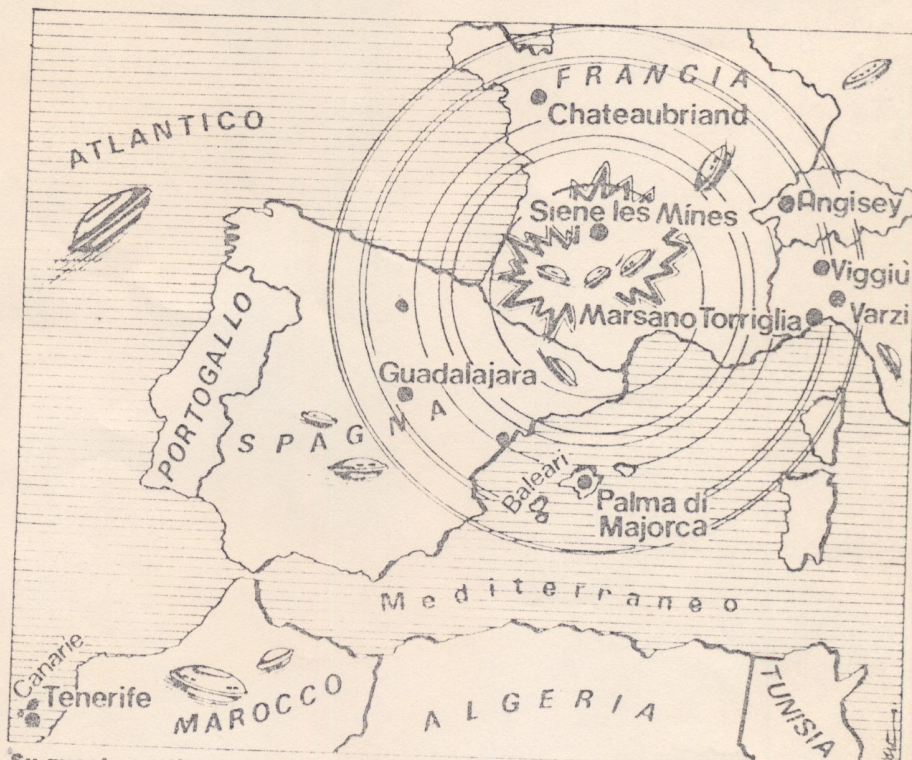 FRANCIA
Chateaubriand
ATLANTICO
Angisey
Siene les Mines
Viggiù
Varzi
Marsano Torriglia
PORTOGALLO
Guadalajara
SPAGNA
Baleari
Palma di
Majorca
Mediterraneo
Canarie
Tenerife
MAROCCO
ALGERIA
TUNISIA